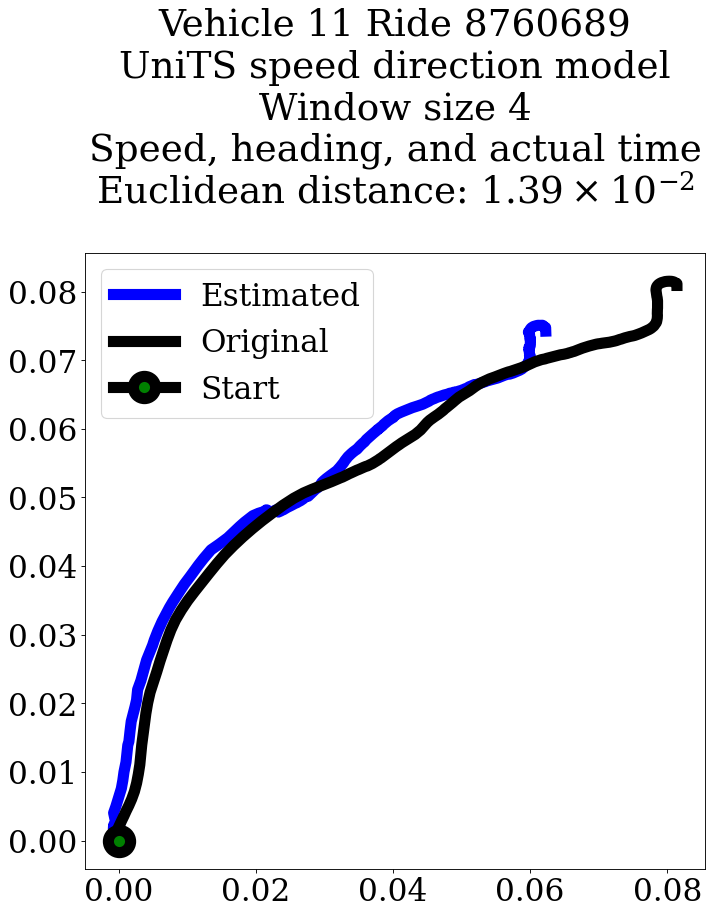 Vehicle 11 Ride 8760689
UniTS speed direction model
Window size 4
Speed, heading, and actual time
Euclidean distance: 1.39 × 10⁻²
Estimated
Original
Start
0.08
0.07
0.06
0.05
0.04
0.03
0.02
0.01
0.00
0.00 0.02 0.04 0.06 0.08